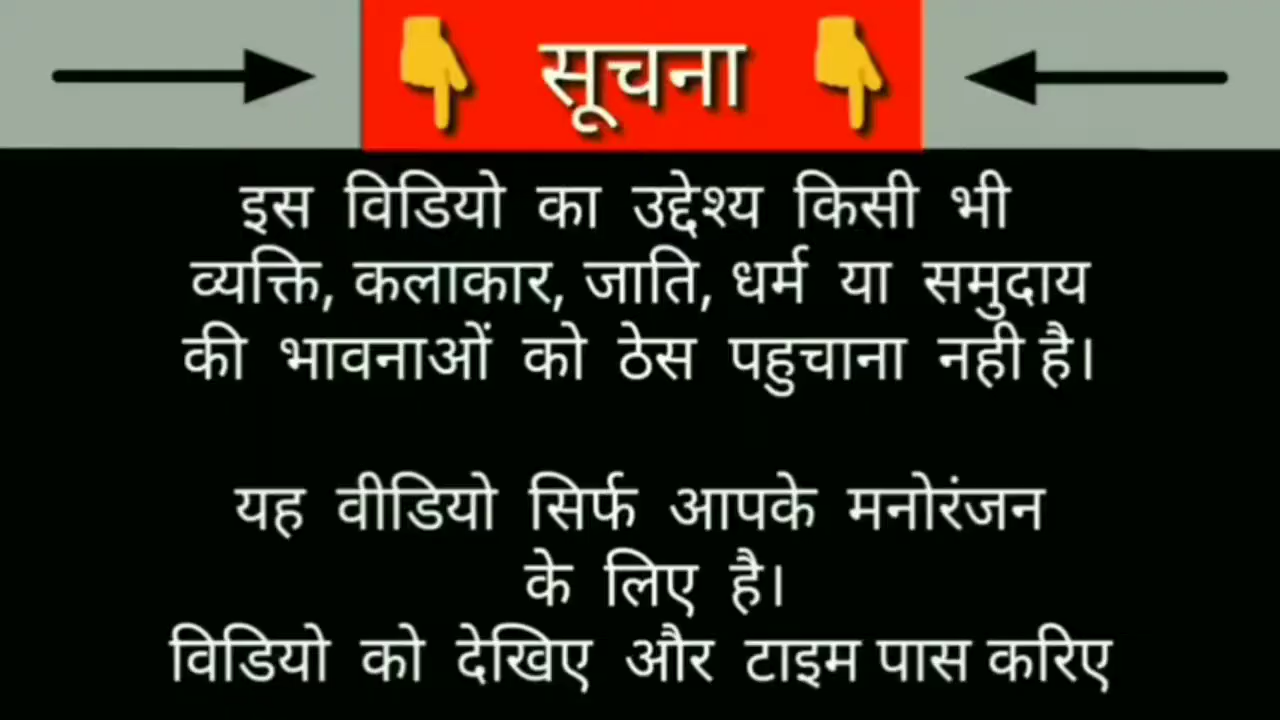 👇 सूचना 👇
इस विडियो का उद्देश्य किसी भी
व्यक्ति, कलाकार, जाति, धर्म या समुदाय
की भावनाओं को ठेस पहुचाना नही है।
यह वीडियो सिर्फ आपके मनोरंजन
के लिए है।
विडियो को देखिए और टाइम पास करिए